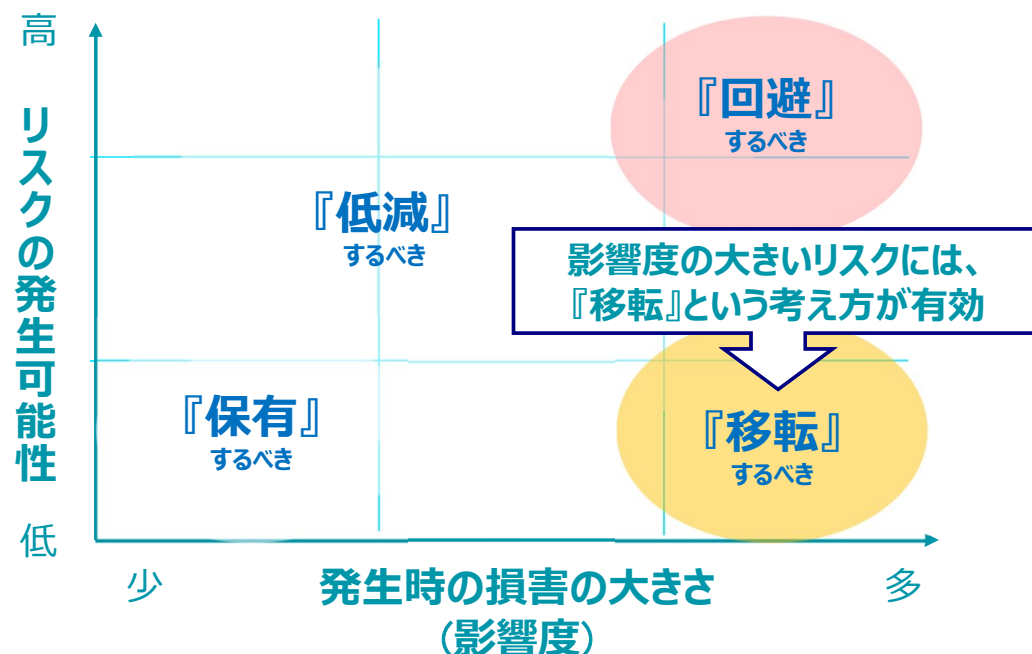 高
リスクの発生可能性
低
『回避』
するべき
『低減』
するべき
影響度の大きいリスクには、
『移転』という考え方が有効
『保有』
するべき
『移転』
するべき
少
発生時の損害の大きさ
（影響度）
多